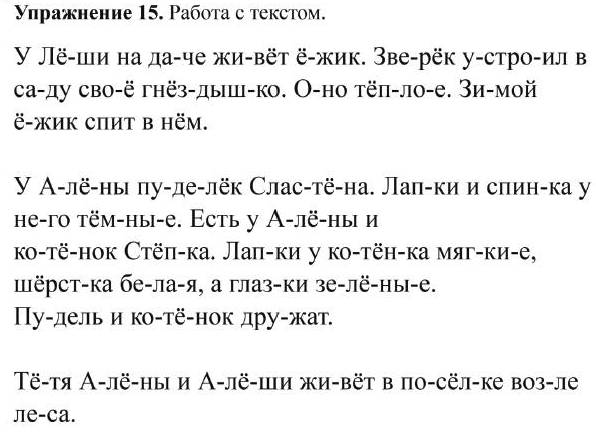 Упражнение 15. Работа с текстом.
У Лё-ши на да-че жи-вёт ё-жик. Зве-рёк у-стро-ил в
са-ду сво-ё гнёз-дыш-ко. О-но тёп-ло-е. Зи-мой
ё-жик спит в нём.
У А-лё-ны пу-де-лёк Слас-тё-на. Лап-ки и спин-ка у
не-го тём-ны-е. Есть у А-лё-ны и
ко-тё-нок Стёп-ка. Лап-ки у ко-тён-ка мяг-ки-е,
шёрст-ка бе-ла-я, а глаз-ки зе-лё-ны-е.
Пу-дель и ко-тё-нок дру-жат.
Тё-тя А-лё-ны и А-лё-ши жи-вёт в по-сёл-ке воз-ле
ле-са.